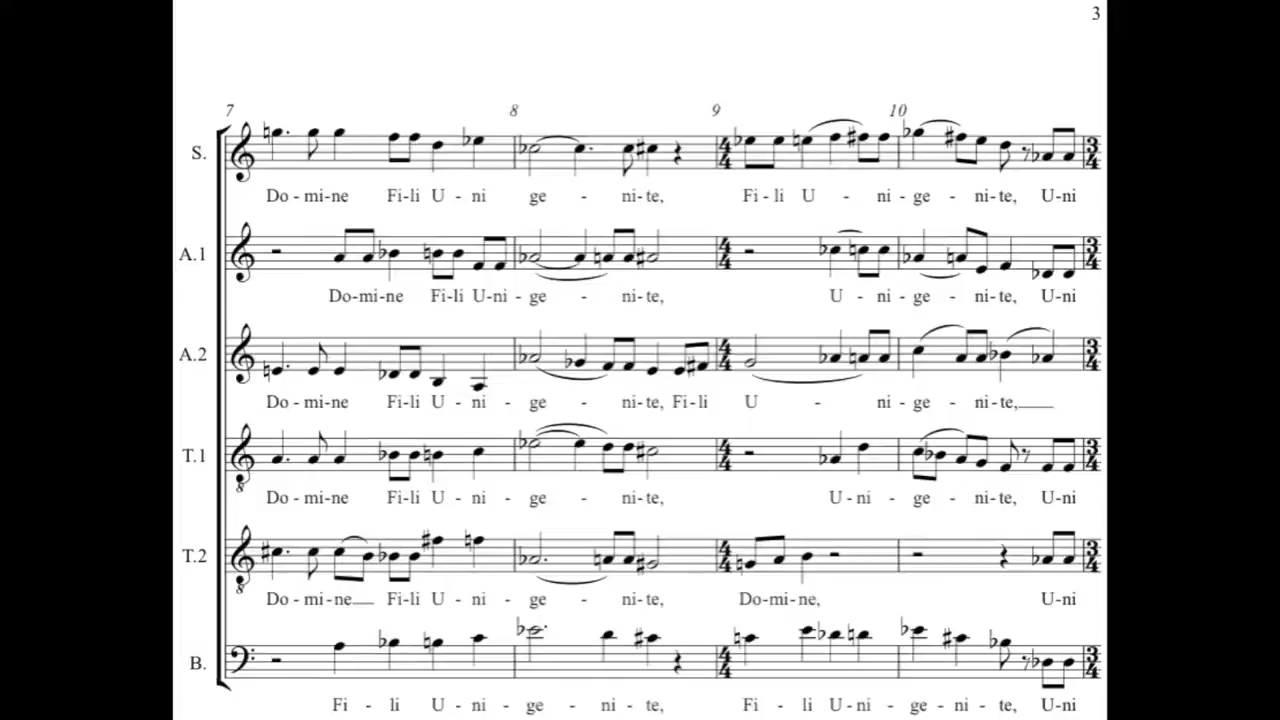 3
7 8 9 10
S.
Do - mi-ne Fi-li U - ni - ge - ni-te, Fi - li U - ni - ge - ni-te, U-ni
A.1
Do-mi-ne Fi-li U-ni - ge - ni-te, U - ni - ge - ni-te, U-ni
A.2
Do - mi-ne Fi-li U - ni - ge - ni-te, Fi-li U - ni - ge - ni-te,
T.1
Do - mi-ne Fi-li U - ni - ge - ni-te, U - ni - ge - ni-te, U-ni
T.2
Do - mi-ne Fi-li U - ni - ge - ni-te, Do-mi-ne, U-ni
B.
Fi - li U - ni - ge - ni-te, Fi - li U-ni - ge - ni-te, U-ni
4
4
3
4